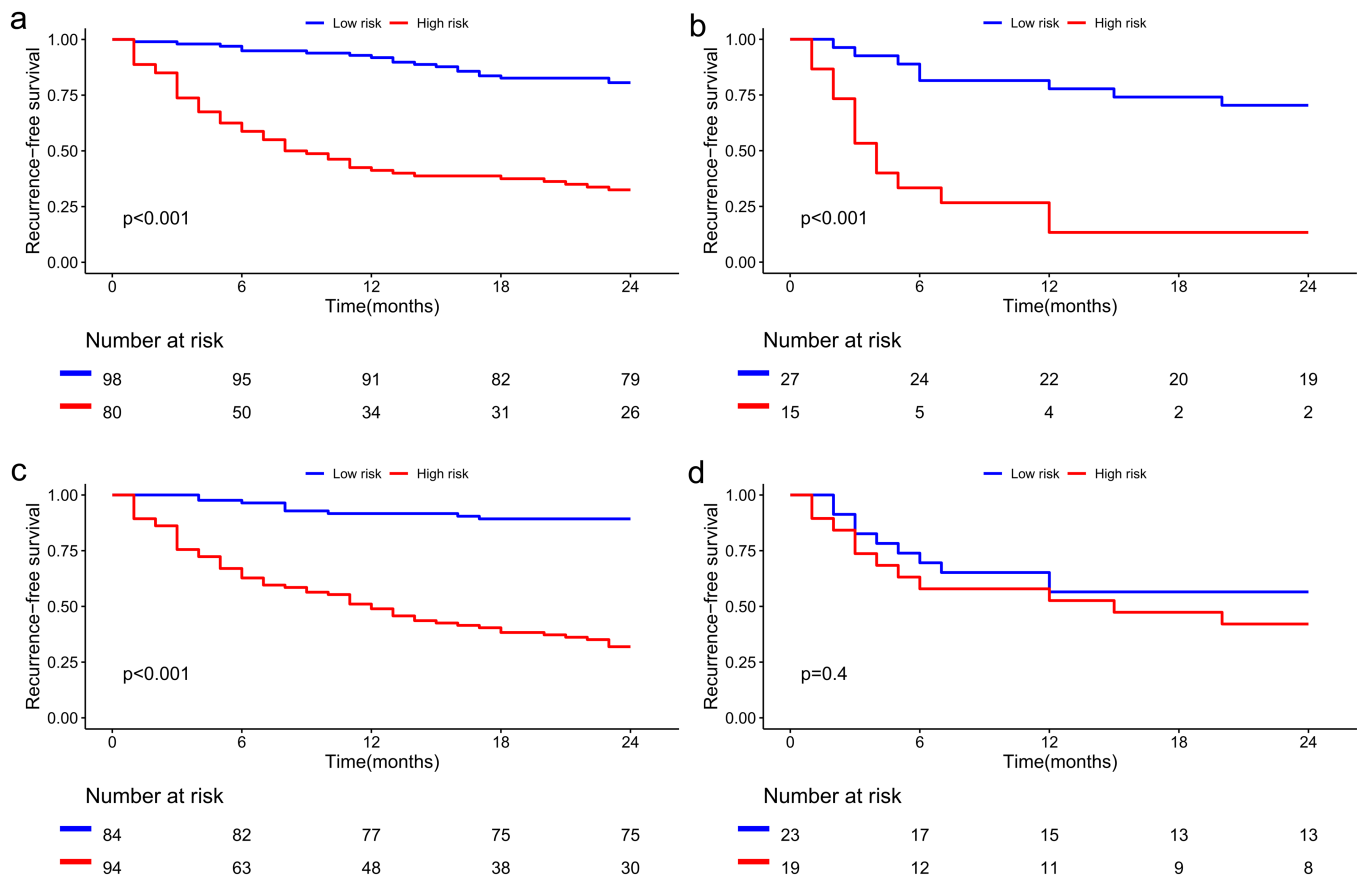 a
Low risk High risk
Recurrence−free survival
1.00
0.75
0.50
0.25
0.00
p<0.001
0 6 12 18 24
Time(months)
Number at risk
98 95 91 82 79
80 50 34 31 26
b
Low risk High risk
Recurrence−free survival
1.00
0.75
0.50
0.25
0.00
p<0.001
0 6 12 18 24
Time(months)
Number at risk
27 24 22 20 19
15 5 4 2 2
c
Low risk High risk
Recurrence−free survival
1.00
0.75
0.50
0.25
0.00
p<0.001
0 6 12 18 24
Time(months)
Number at risk
84 82 77 75 75
94 63 48 38 30
d
Low risk High risk
Recurrence−free survival
1.00
0.75
0.50
0.25
0.00
p=0.4
0 6 12 18 24
Time(months)
Number at risk
23 17 15 13 13
19 12 11 9 8